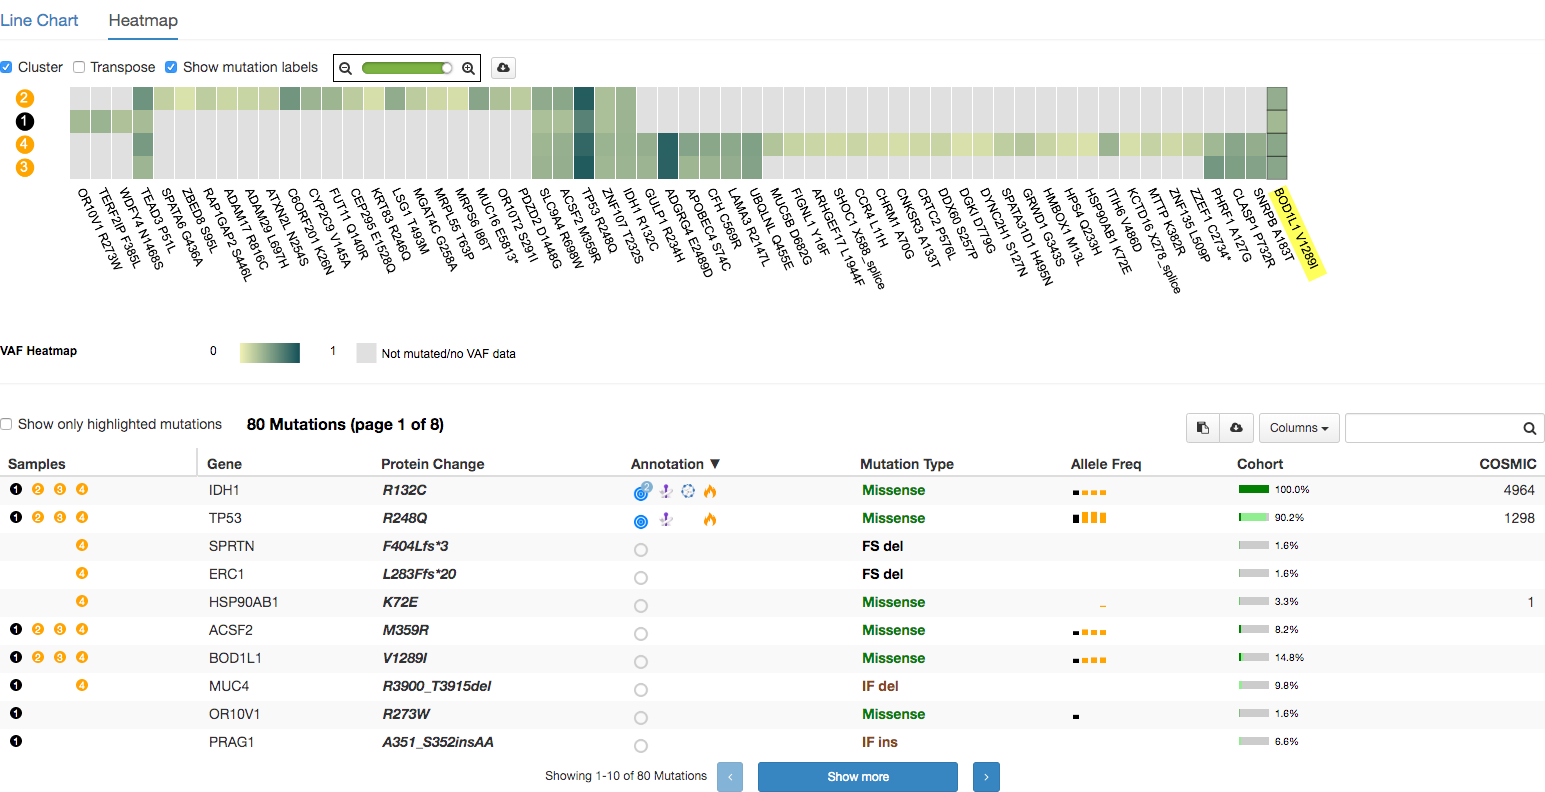 Line Chart Heatmap
Cluster Transpose Show mutation labels
2
1
4
3
OR10V1 R273W
TERF2IP F365L
WDFY4 N1468S
TEAD3 P51L
SPATA6 G436A
ZBED8 S95L
RAP1GAP2 S446L
ADAM17 R816C
ADAM29 L697H
ATXN2L N254S
C6ORF201 K26N
CYP2C9 V145A
FUT11 Q140R
CEP295 E1528Q
KRT83 R246Q
LSG1 T493M
MGAT4C G258A
MRPL55 T63P
MRPS6 I86T
MUC16 E5813*
OR10T2 S201I
PDZD2 D1448G
SLC9A4 R698W
ACSF2 M359R
TP53 R248Q
ZNF107 T232S
IDH1 R132C
GULP1 R234H
ADGRG4 E2489D
APOBEC4 S74C
CFH C569R
LAMA3 R2147L
UBQLNL Q455E
MUC5B D682G
FIGNL1 Y18F
ARHGEF17 L1944F
SHOC1 X588_splice
CCR4 L11H
CHRM1 A70G
CNKSR3 A133T
CRTC2 P576L
DDX60 S257P
DGKI D779G
DYNC2H1 S127N
SPATA31D1 H495N
GRWD1 G343S
HMBOX1 M13L
HPS4 Q233H
HSP90AB1 K72E
ITIH6 V486D
KCTD16 X278_splice
MTTP K382R
ZNF135 L509P
ZZEF1 C2734*
PHRF1 A127G
CLASP1 P732R
SNRPB A183T
BOD1L1 V1289I
VAF Heatmap 0 1 Not mutated/no VAF data
Show only highlighted mutations 80 Mutations (page 1 of 8) Columns
Samples Gene Protein Change Annotation ▼ Mutation Type Allele Freq Cohort COSMIC
1 2 3 4 IDH1 R132C 2 Missense 100.0% 4964
1 2 3 4 TP53 R248Q Missense 90.2% 1298
4 SPRTN F404Lfs*3 FS del 1.6%
4 ERC1 L283Ffs*20 FS del 1.6%
4 HSP90AB1 K72E Missense 3.3% 1
1 2 3 4 ACSF2 M359R Missense 8.2%
1 2 3 4 BOD1L1 V1289I Missense 14.8%
1 4 MUC4 R3900_T3915del IF del 9.8%
1 OR10V1 R273W Missense 1.6%
1 PRAG1 A351_S352insAA IF ins 6.6%
Showing 1-10 of 80 Mutations ‹ Show more ›